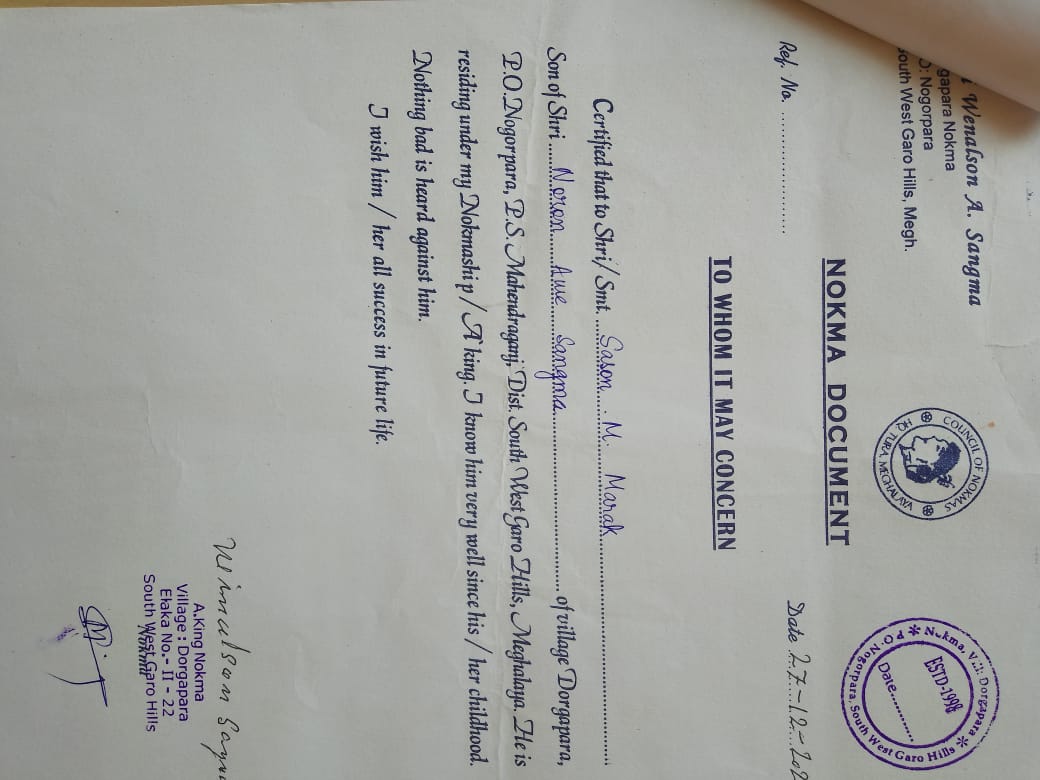 i Wenalson A. Sangma
gapara Nokma
O: Nogorpara
outh West Garo Hills, Megh.
COUNCIL OF NOKMAS
HQ TURA, MEGHALAYA
Nokma, Vill: Dorgapara
P.O. Nogorpara, South West Garo Hills
ESTD-1998
Date............
NOKMA DOCUMENT
Ref. No. ....................
Date 27-12-202
TO WHOM IT MAY CONCERN
Certified that to Shri/ Smt. Sason . M. Marak
Son of Shri Noron Awe Sangma of village Dorgapara,
P.O. Nogorpara, P.S. Mahendraganj, Dist. South West Garo Hills, Meghalaya. He is
residing under my Nokmaship / A'king. I know him very well since his / her childhood.
Nothing bad is heard against him.
I wish him / her all success in future life.
A.King Nokma
Village : Dorgapara
Elaka No.- II - 22
South West Garo Hills
Nokma